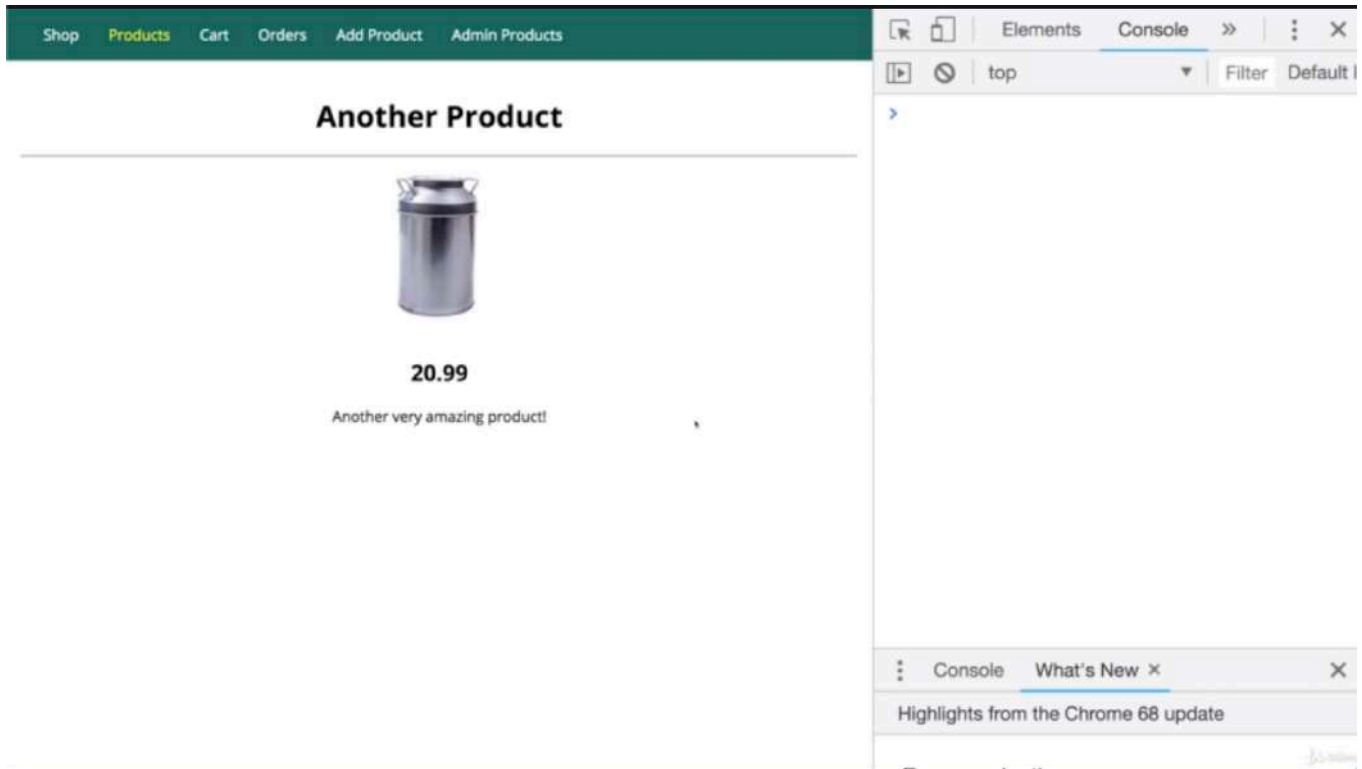 Shop Products Cart Orders Add Product Admin Products
Another Product
20.99
Another very amazing product!
Elements Console »
top Filter Default
Console What's New ×
Highlights from the Chrome 68 update